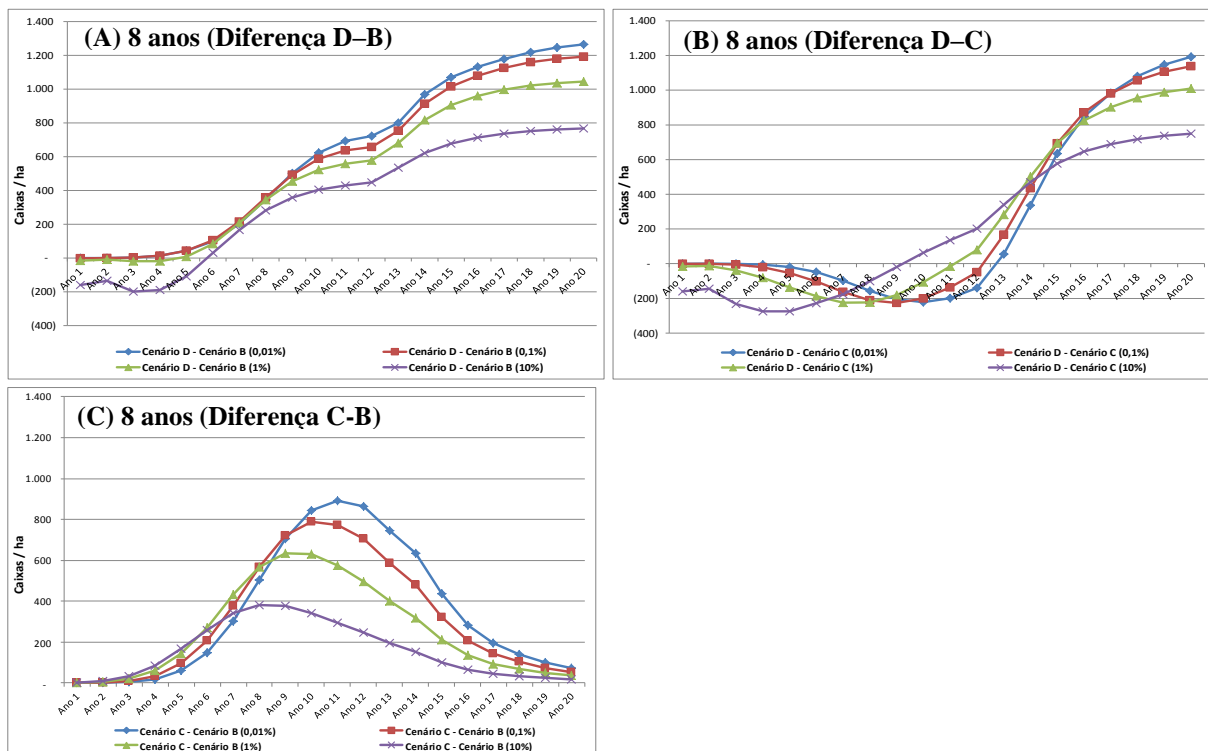 (A) 8 anos (Diferença D–B)
Caixas / ha
1.400
1.200
1.000
800
600
400
200
-
(200)
(400)
Ano 1 Ano 2 Ano 3 Ano 4 Ano 5 Ano 6 Ano 7 Ano 8 Ano 9 Ano 10 Ano 11 Ano 12 Ano 13 Ano 14 Ano 15 Ano 16 Ano 17 Ano 18 Ano 19 Ano 20
Cenário D - Cenário B (0,01%) Cenário D - Cenário B (0,1%)
Cenário D - Cenário B (1%) Cenário D - Cenário B (10%)
(B) 8 anos (Diferença D–C)
Caixas / ha
1.400
1.200
1.000
800
600
400
200
-
(200)
(400)
Ano 1 Ano 2 Ano 3 Ano 4 Ano 5 Ano 6 Ano 7 Ano 8 Ano 9 Ano 10 Ano 11 Ano 12 Ano 13 Ano 14 Ano 15 Ano 16 Ano 17 Ano 18 Ano 19 Ano 20
Cenário D - Cenário C (0,01%) Cenário D - Cenário C (0,1%)
Cenário D - Cenário C (1%) Cenário D - Cenário C (10%)
(C) 8 anos (Diferença C-B)
Caixas / ha
1.400
1.200
1.000
800
600
400
200
-
Ano 1 Ano 2 Ano 3 Ano 4 Ano 5 Ano 6 Ano 7 Ano 8 Ano 9 Ano 10 Ano 11 Ano 12 Ano 13 Ano 14 Ano 15 Ano 16 Ano 17 Ano 18 Ano 19 Ano 20
Cenário C - Cenário B (0,01%) Cenário C - Cenário B (0,1%)
Cenário C - Cenário B (1%) Cenário C - Cenário B (10%)